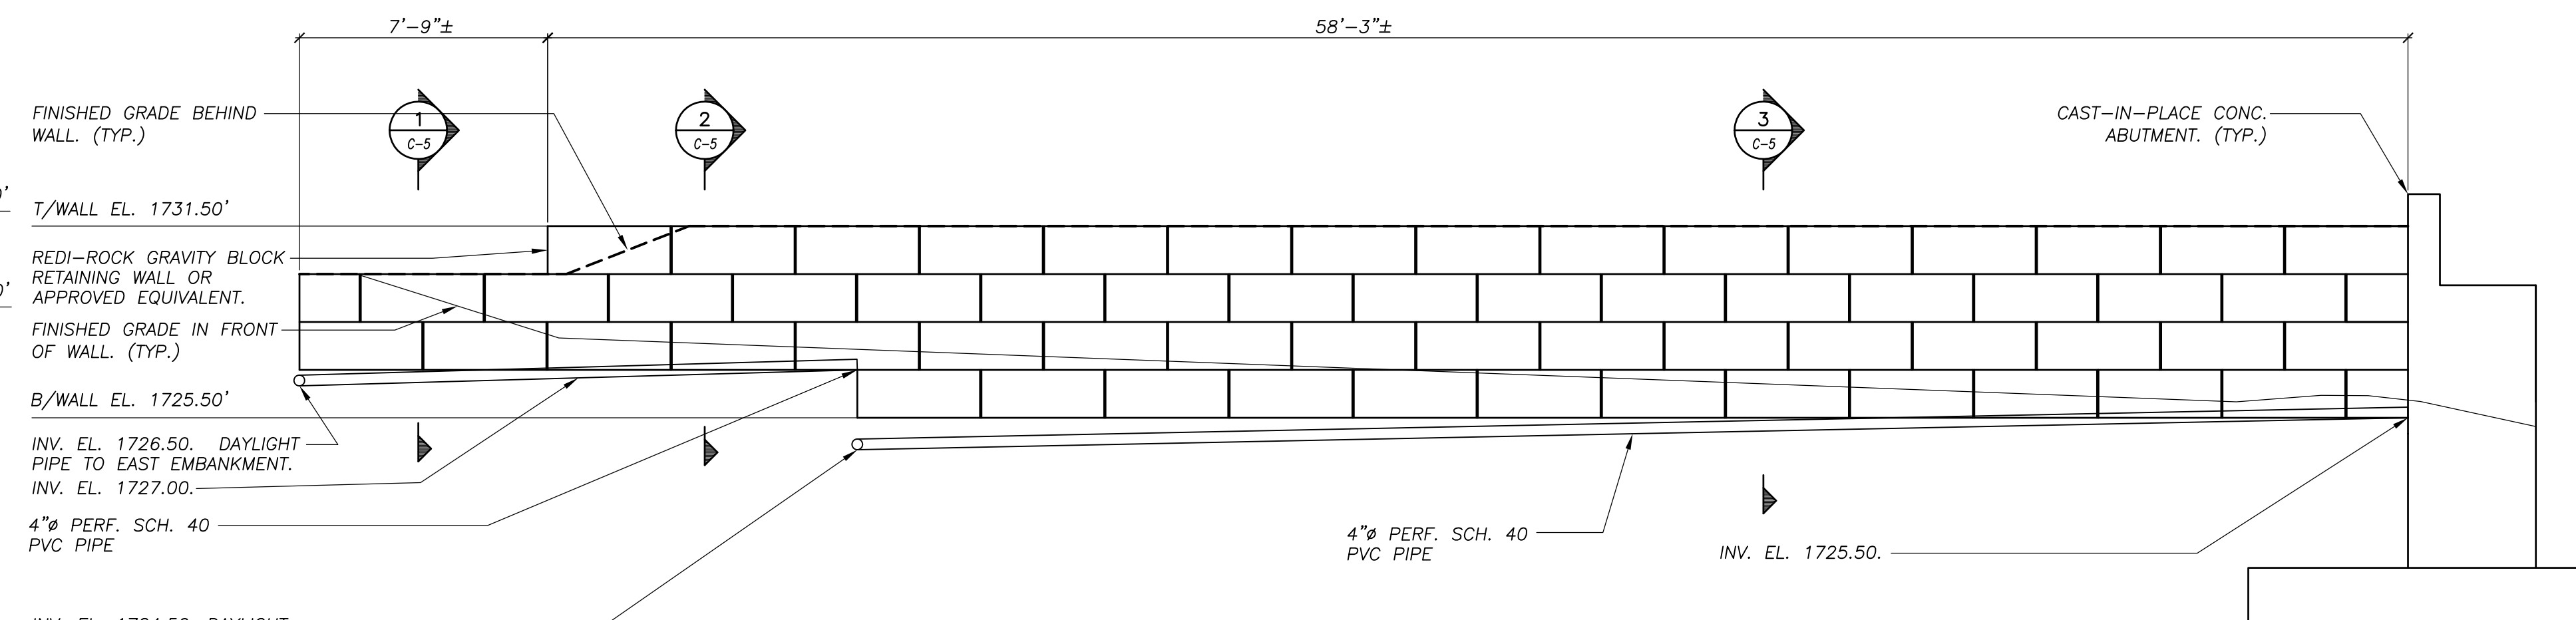 7'-9"±
58'-3"±
FINISHED GRADE BEHIND
WALL. (TYP.)
1
C-5
2
C-5
3
C-5
CAST-IN-PLACE CONC.
ABUTMENT. (TYP.)
T/WALL EL. 1731.50'
REDI-ROCK GRAVITY BLOCK
RETAINING WALL OR
APPROVED EQUIVALENT.
FINISHED GRADE IN FRONT
OF WALL. (TYP.)
B/WALL EL. 1725.50'
INV. EL. 1726.50. DAYLIGHT
PIPE TO EAST EMBANKMENT.
INV. EL. 1727.00.
4"ø PERF. SCH. 40
PVC PIPE
4"ø PERF. SCH. 40
PVC PIPE
INV. EL. 1725.50.